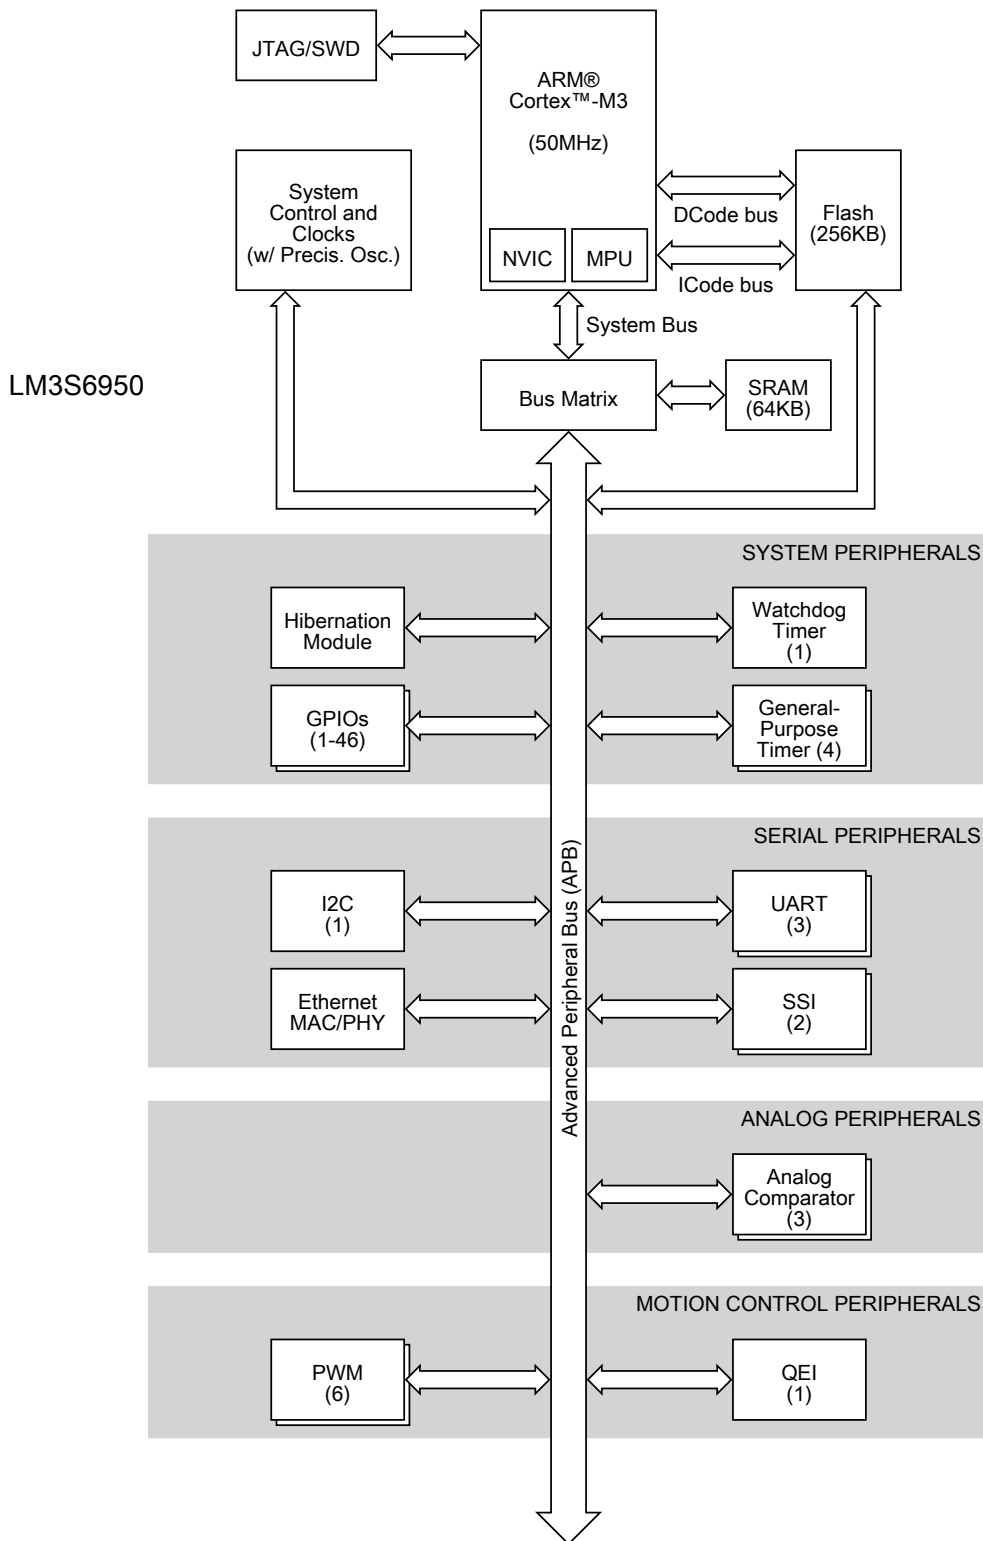 JTAG/SWD
ARM®
Cortex™-M3
(50MHz)
System
Control and
Clocks
(w/ Precis. Osc.)
NVIC
MPU
DCode bus
ICode bus
Flash
(256KB)
System Bus
LM3S6950
Bus Matrix
SRAM
(64KB)
SYSTEM PERIPHERALS
Hibernation
Module
Watchdog
Timer
(1)
GPIOs
(1-46)
General-
Purpose
Timer (4)
Advanced Peripheral Bus (APB)
SERIAL PERIPHERALS
I2C
(1)
UART
(3)
Ethernet
MAC/PHY
SSI
(2)
ANALOG PERIPHERALS
Analog
Comparator
(3)
MOTION CONTROL PERIPHERALS
PWM
(6)
QEI
(1)